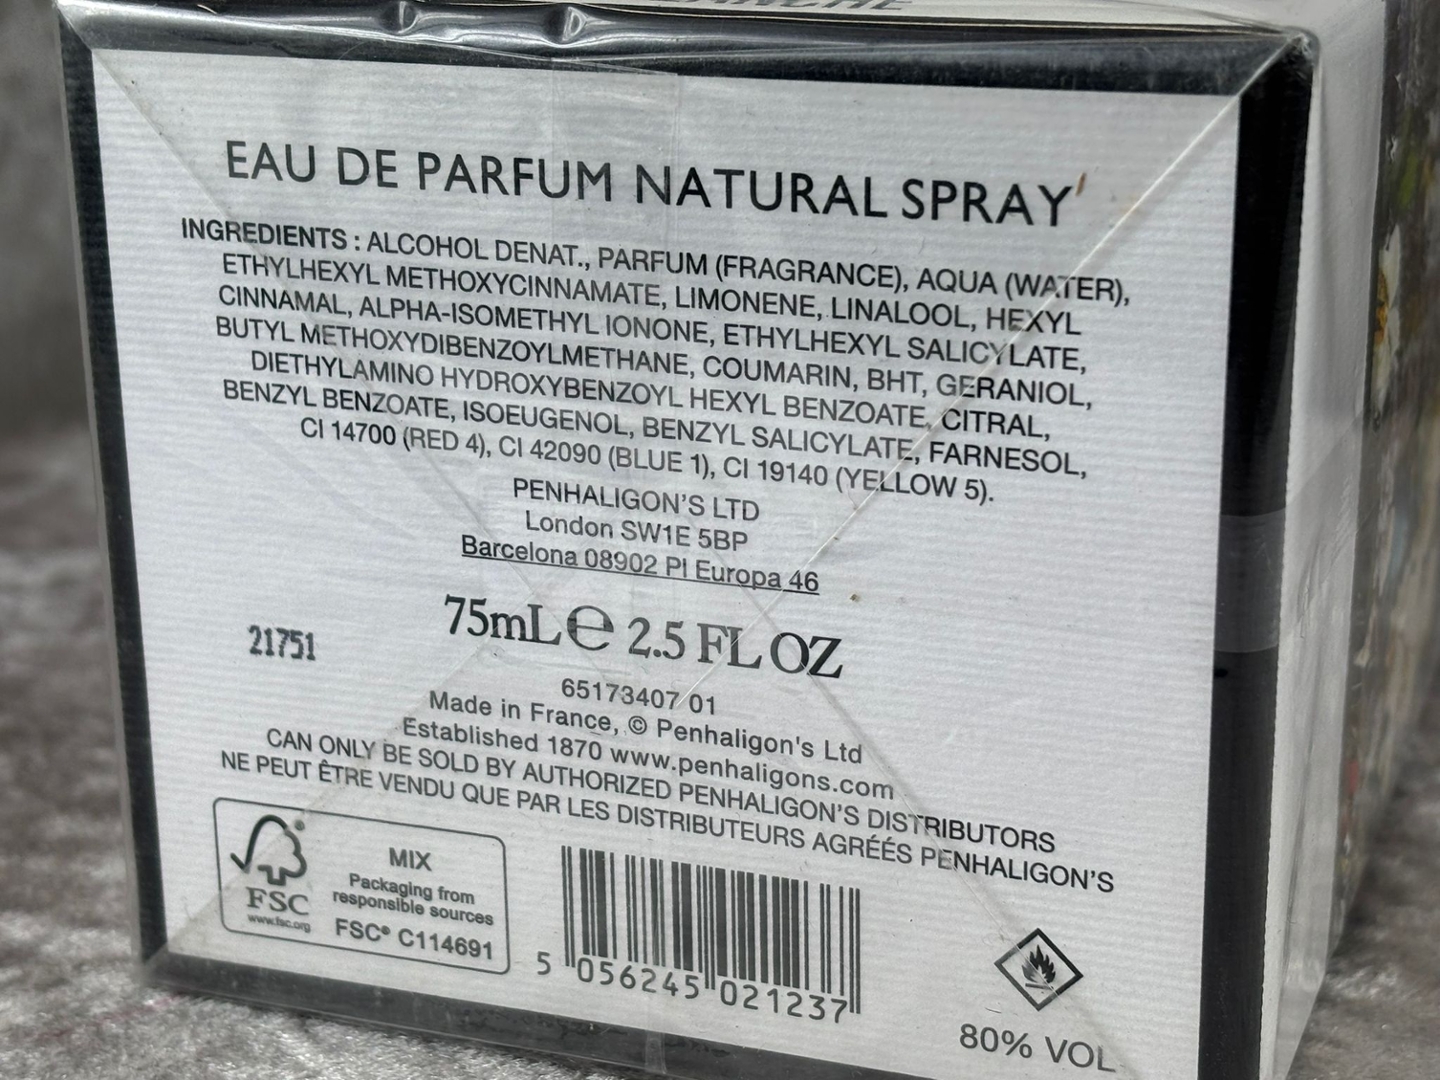 EAU DE PARFUM NATURAL SPRAY
INGREDIENTS : ALCOHOL DENAT., PARFUM (FRAGRANCE), AQUA (WATER),
ETHYLHEXYL METHOXYCINNAMATE, LIMONENE, LINALOOL, HEXYL
CINNAMAL, ALPHA-ISOMETHYL IONONE, ETHYLHEXYL SALICYLATE,
BUTYL METHOXYDIBENZOYLMETHANE, COUMARIN, BHT, GERANIOL,
DIETHYLAMINO HYDROXYBENZOYL HEXYL BENZOATE, CITRAL,
BENZYL BENZOATE, ISOEUGENOL, BENZYL SALICYLATE, FARNESOL,
CI 14700 (RED 4), CI 42090 (BLUE 1), CI 19140 (YELLOW 5).
PENHALIGON'S LTD
London SW1E 5BP
Barcelona 08902 Pl Europa 46
75mL℮ 2.5 FL OZ
21751
65173407 01
Made in France, © Penhaligon's Ltd
Established 1870 www.penhaligons.com
CAN ONLY BE SOLD BY AUTHORIZED PENHALIGON'S DISTRIBUTORS
NE PEUT ÊTRE VENDU QUE PAR LES DISTRIBUTEURS AGRÉÉS PENHALIGON'S
FSC
www.fsc.org
MIX
Packaging from
responsible sources
FSC® C114691
5 056245 021237
80% VOL